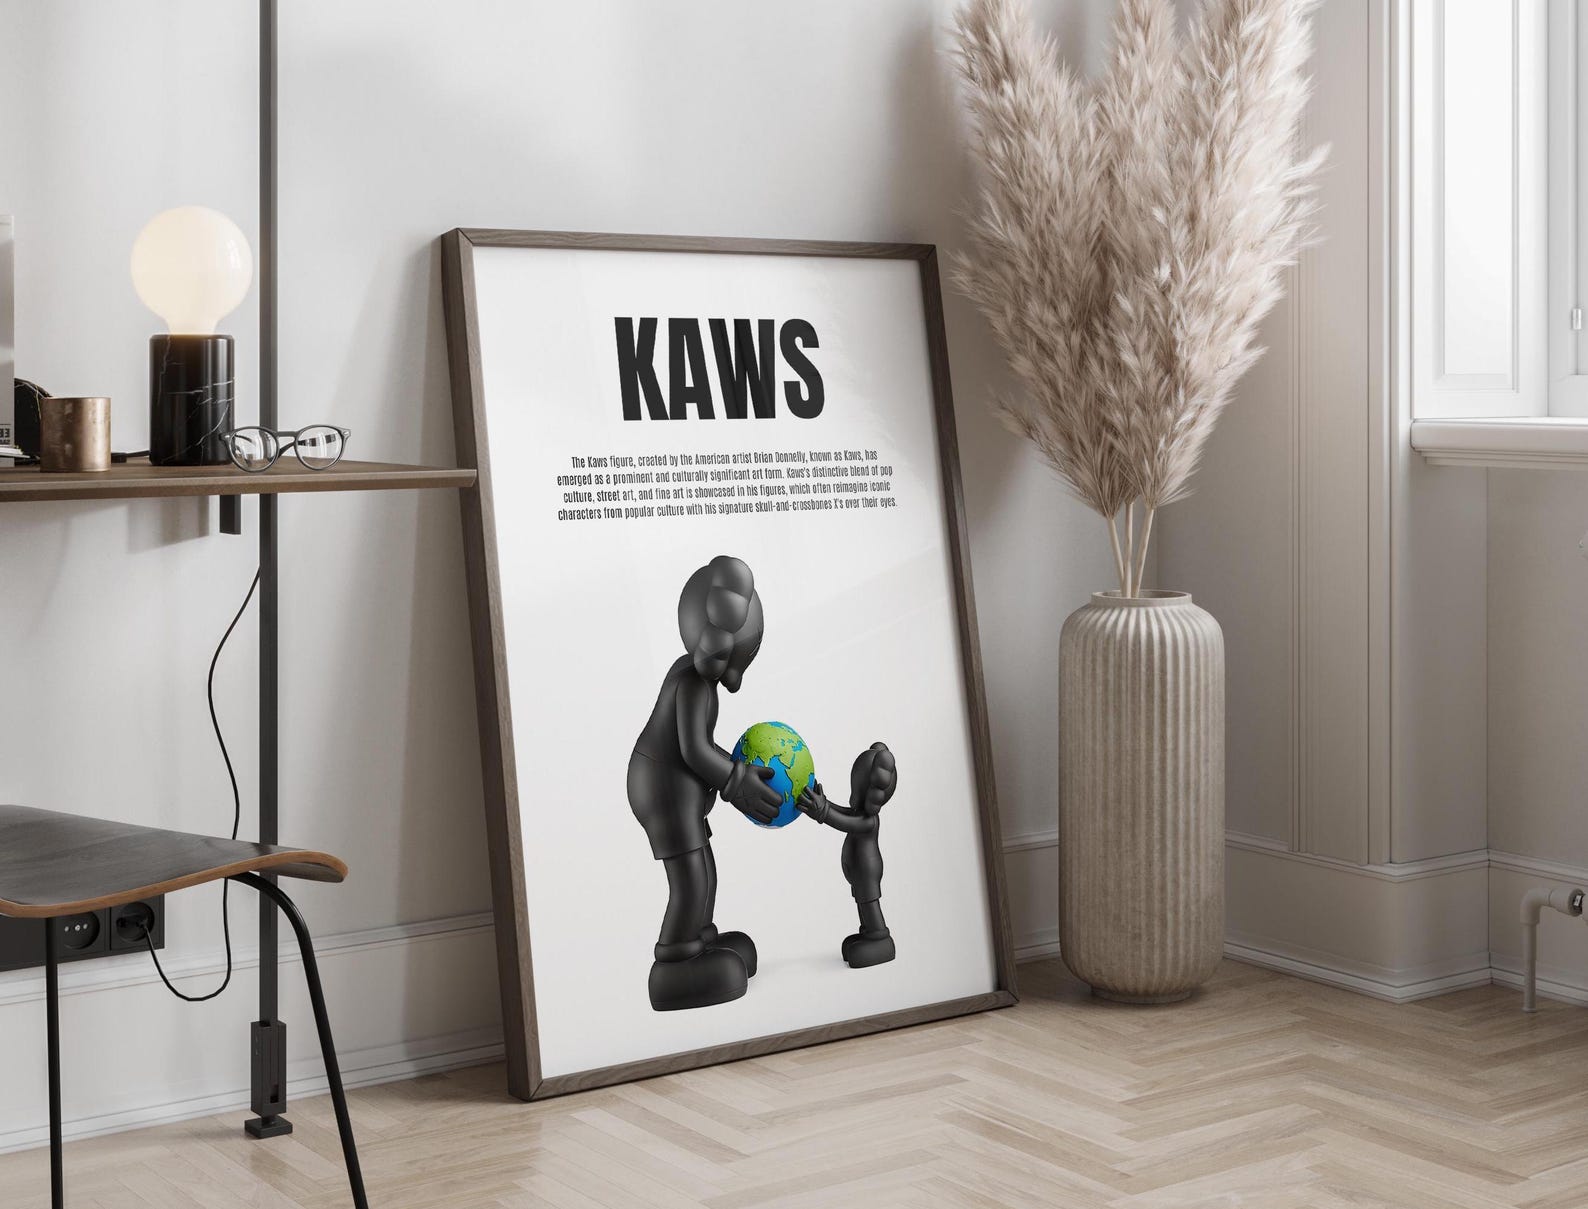 KAWS
The Kaws figure, created by the American artist Brian Donnelly, known as Kaws, has
emerged as a prominent and culturally significant art form. Kaws's distinctive blend of pop
culture, street art, and fine art is showcased in his figures, which often reimagine iconic
characters from popular culture with his signature skull-and-crossbones X's over their eyes.